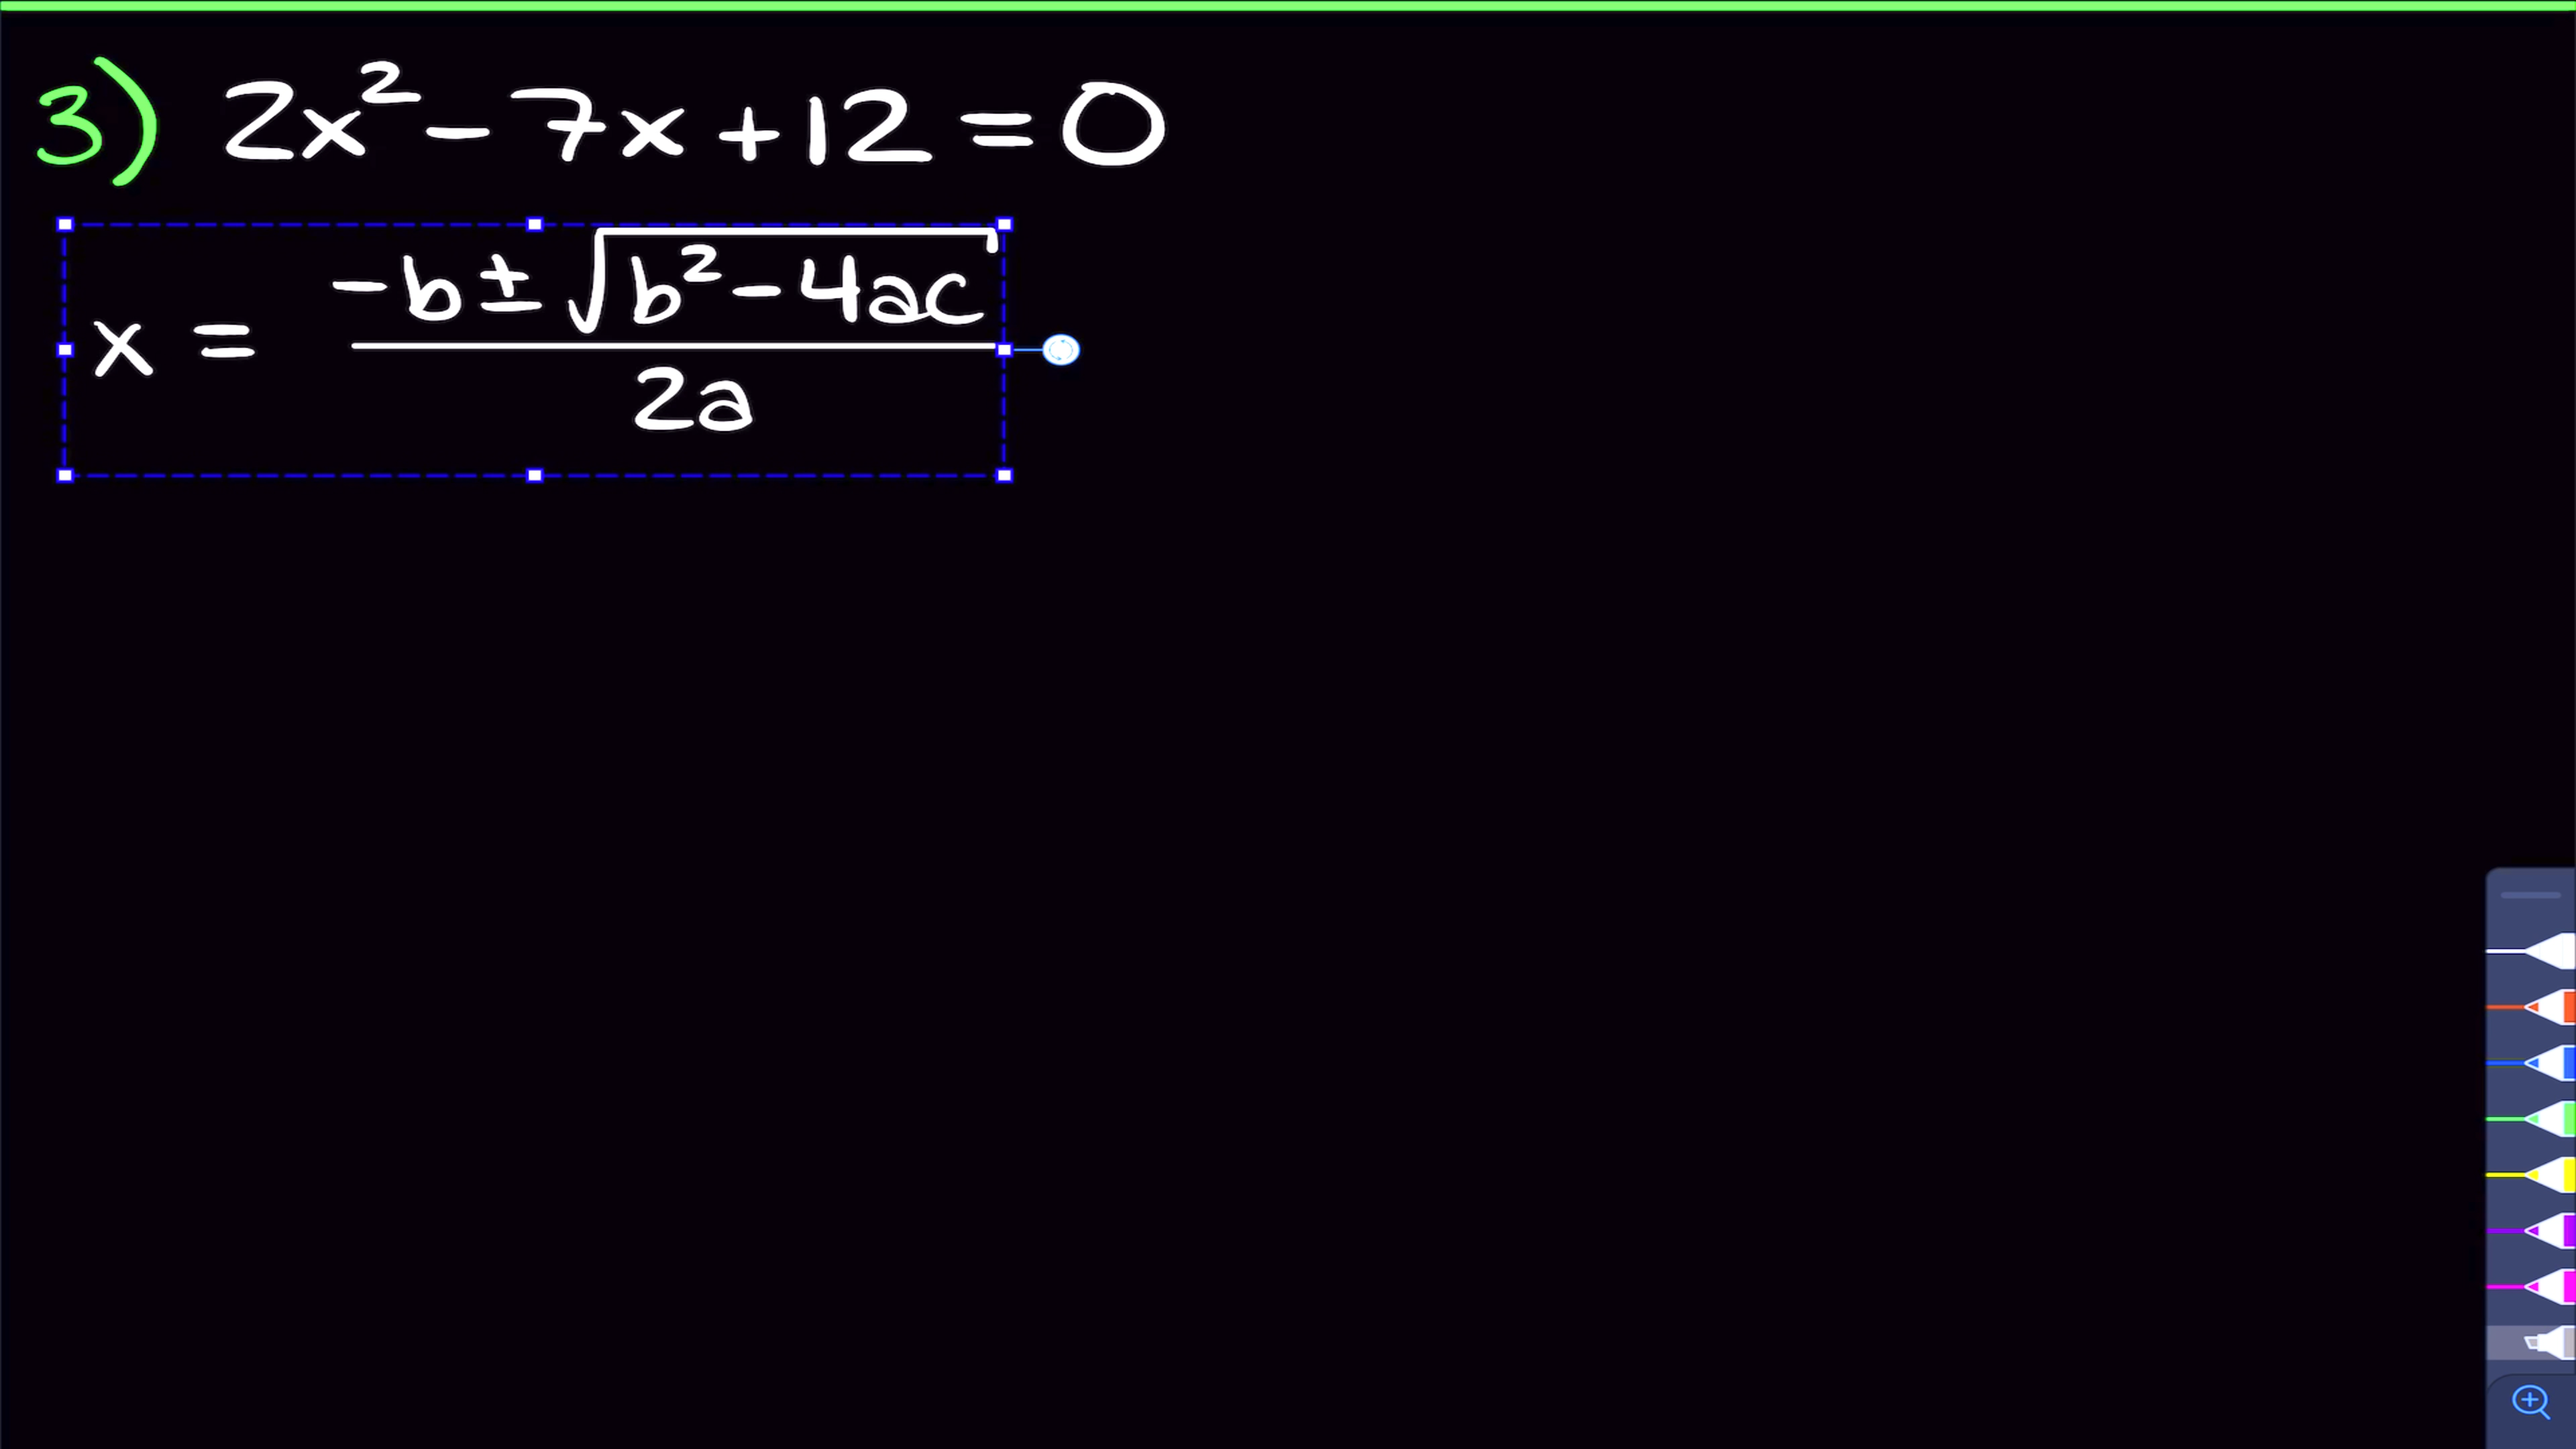 3) 2x² - 7x + 12 = 0
x = (-b ± √(b² - 4ac)) / 2a